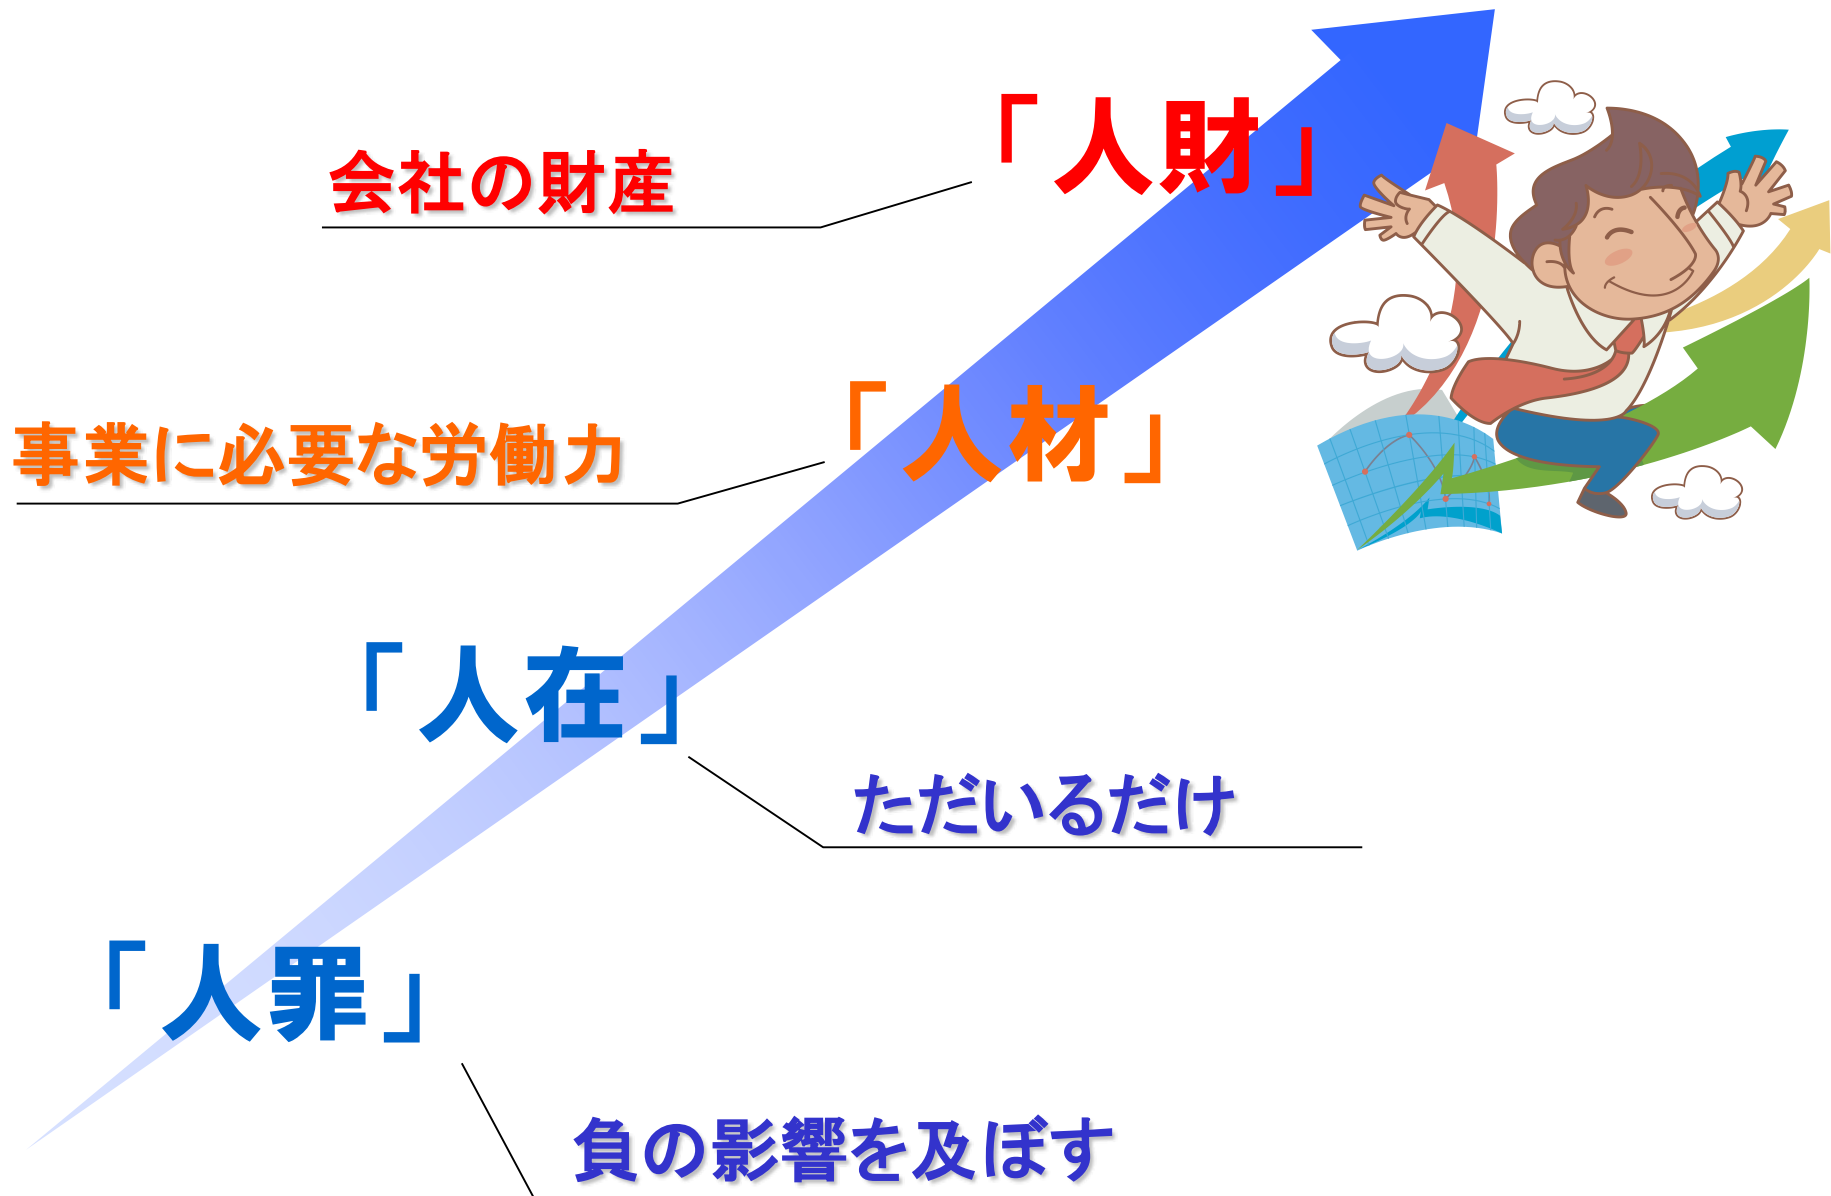 「人財」
会社の財産
「人材」
事業に必要な労働力
「人在」
ただいるだけ
「人罪」
負の影響を及ぼす